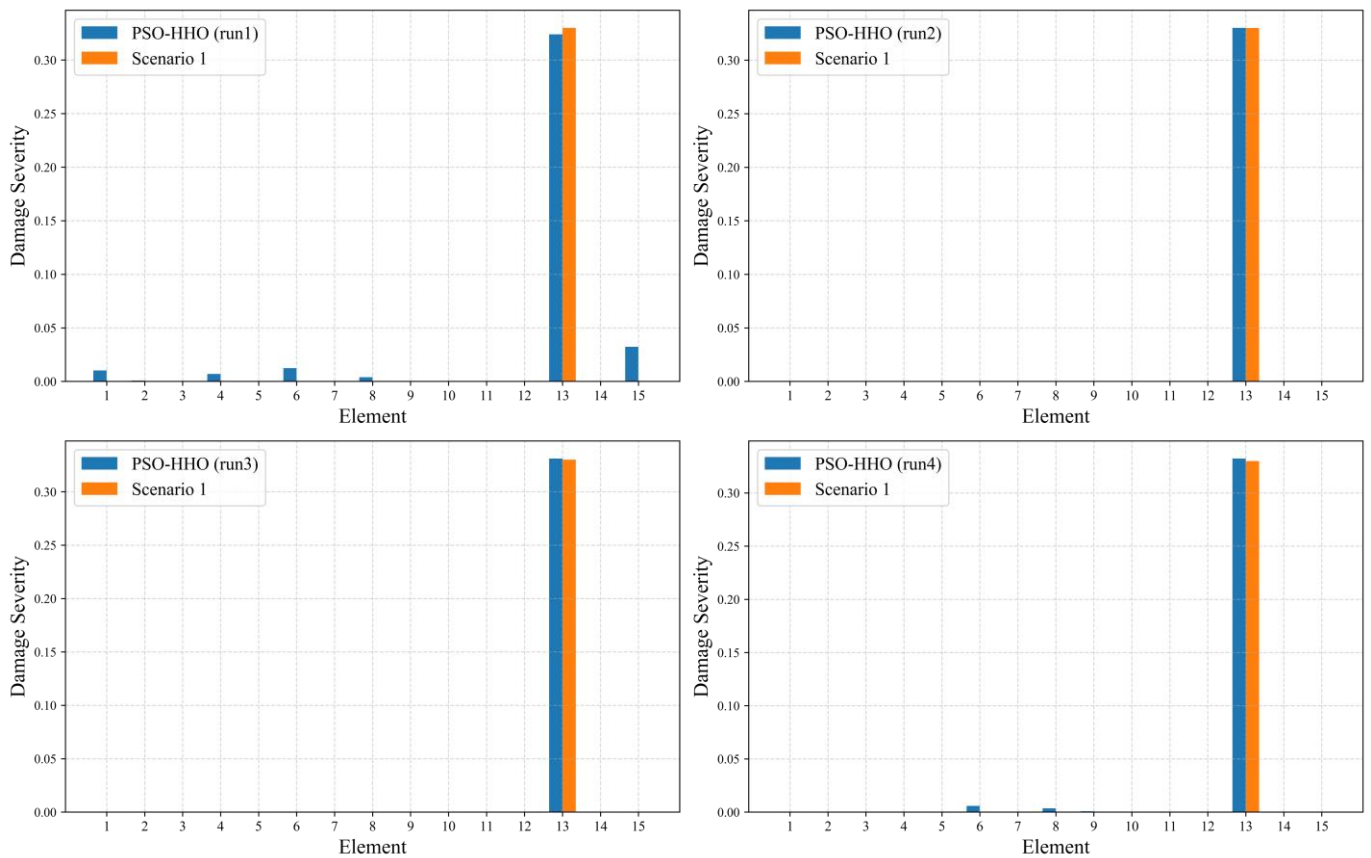 PSO-HHO (run1)
Scenario 1
Damage Severity
0.30
0.25
0.20
0.15
0.10
0.05
0.00
1 2 3 4 5 6 7 8 9 10 11 12 13 14 15
Element
PSO-HHO (run2)
Scenario 1
Damage Severity
0.30
0.25
0.20
0.15
0.10
0.05
0.00
1 2 3 4 5 6 7 8 9 10 11 12 13 14 15
Element
PSO-HHO (run3)
Scenario 1
Damage Severity
0.30
0.25
0.20
0.15
0.10
0.05
0.00
1 2 3 4 5 6 7 8 9 10 11 12 13 14 15
Element
PSO-HHO (run4)
Scenario 1
Damage Severity
0.30
0.25
0.20
0.15
0.10
0.05
0.00
1 2 3 4 5 6 7 8 9 10 11 12 13 14 15
Element